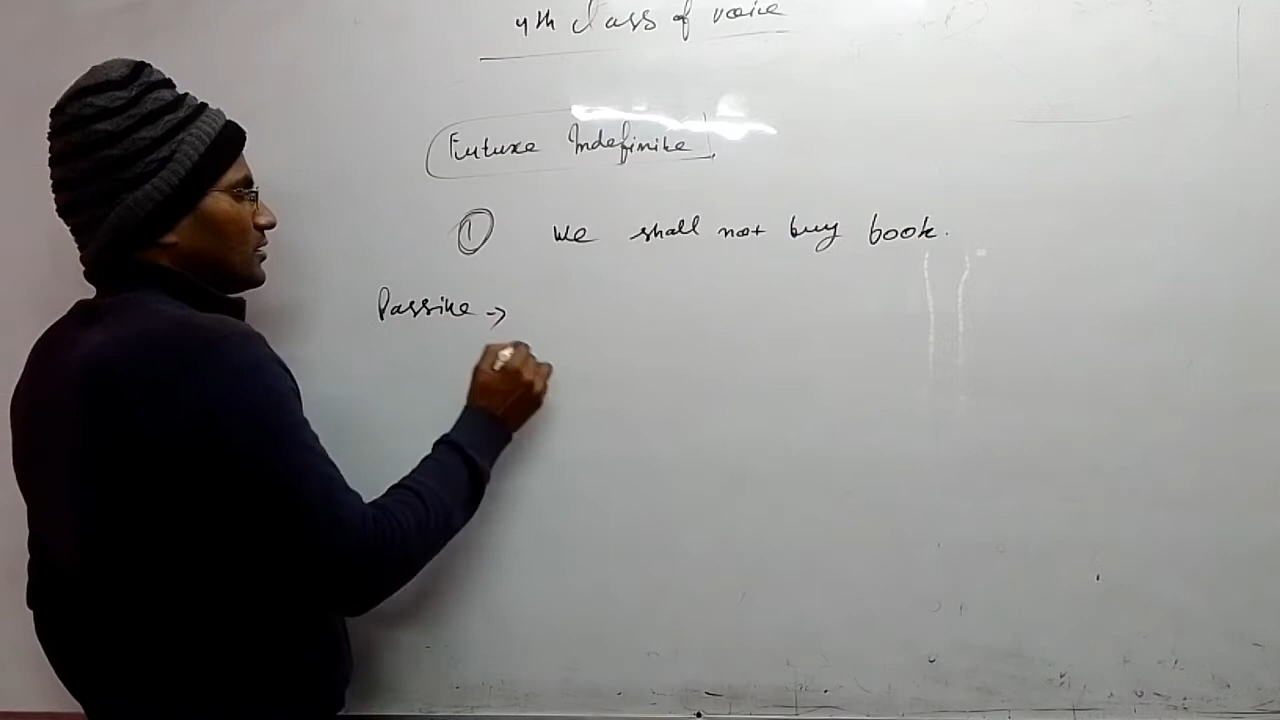 4th class of voice
Future Indefinite
1 We shall not buy book.
Passive →